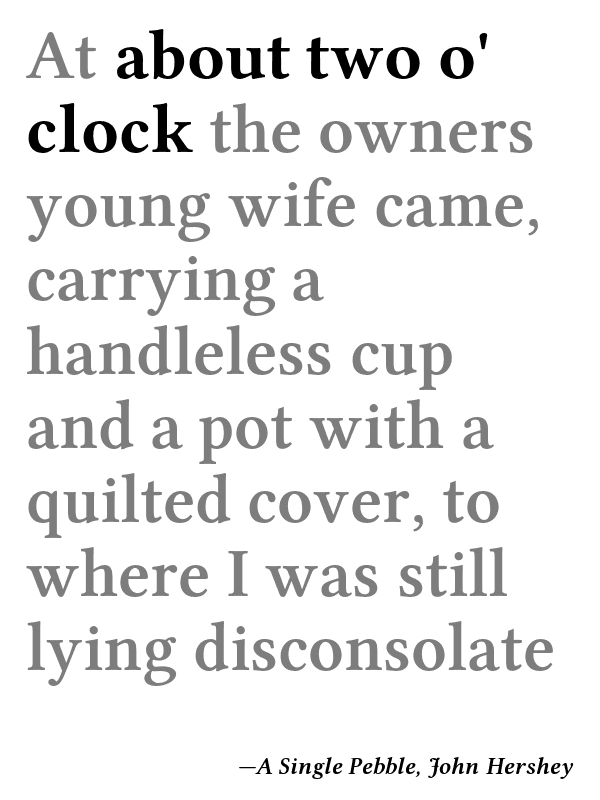 At about two o'
clock the owners
young wife came,
carrying a
handleless cup
and a pot with a
quilted cover, to
where I was still
lying disconsolate
—A Single Pebble, John Hershey